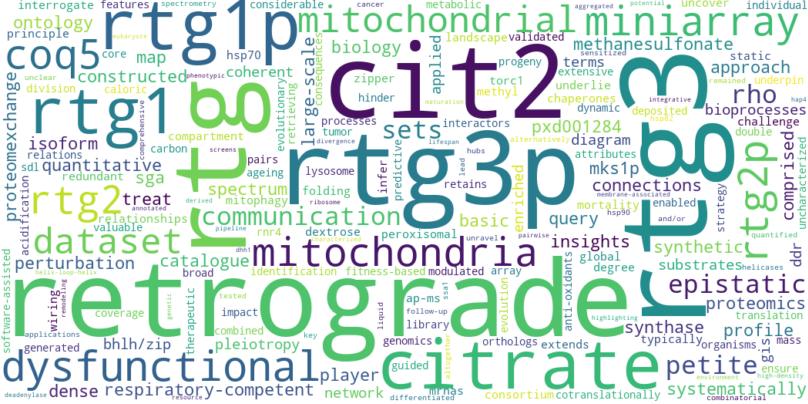 interrogate features spectrometry cancer metabolic aggregated potential uncover individual
ontology eukaryote considerable landscape validated sensitized
principle rtg1p mitochondrial miniarray
coq5 map core hsp70 biology applied progeny terms methanesulfonate
division constructed coherent zipper torc1 extensive static approach
unclear caloric phenotypic evolutionary retrieving large-scale consequences hinder methyl underlie chaperones dynamic underpin
cit2
rtg1 rtg rtg3 rho
proteomexchange compartment processes interactors maturation deposited bioprocesses
isoform carbon tumor divergence lifespan pxd001284 diagram double challenge
relations comprehensive screens pairs lysosome sets alternatively attributes
quantitative sdl redundant sga ageing infer predictive retains lead hubs mks1p comprised
acidification treat spectrum folding ribosome rtg3p membrane-associated connections
rtg2 annotated mitophagy hsp90 enabled and/or rtg2p
relationships communication basic enriched query mortality strategy uncharacterized
dataset valuable rnr4 dextrose peroxisomal insights synthetic ddr
perturbation catalogue mitochondria global substrates
wiring remodeling broad identification fitness-based modulated array degree epistatic
software-assisted helix-loop-helix retrograde
coverage derived pipeline dhh1 characterized unravel pairwise anti-oxidants quantified helicases
tested genetic therapeutic impact liquid ap-ms ssa1 evolution highlighting proteomics
bhlh/zip combined follow-up library orthologs synthase translation
applications generated pleiotropy key genomics extends typically profile organisms mass
dysfunctional player guided citrate petite gis ensure
dense respiratory-competent network mrnas consortium cotranslationally environment high-density systematically
deadenylase resource differentiated combinatorial